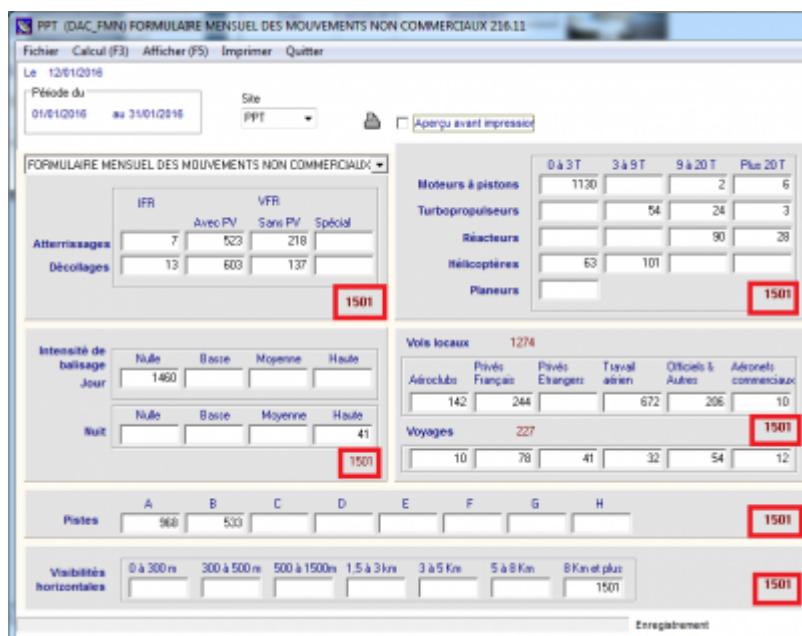 PPT (DAC_FMN) FORMULAIRE MENSUEL DES MOUVEMENTS NON COMMERCIAUX 216.11
Fichier Calcul (F3) Afficher (F5) Imprimer Quitter
Le 12/01/2016
Période du
01/01/2016 au 31/01/2016
Site
PPT
Aperçu avant impression
FORMULAIRE MENSUEL DES MOUVEMENTS NON COMMERCIAUX
IFR VFR
Avec PV Sans PV Spécial
Atterrissages 7 523 218
Décollages 13 603 137
1501
0 à 3 T 3 à 9 T 9 à 20 T Plus 20 T
Moteurs à pistons 1130 2 6
Turbopropulseurs 54 24 3
Réacteurs 90 28
Hélicoptères 63 101
Planeurs
1501
Intensité de balisage
Nulle Basse Moyenne Haute
Jour 1460
Nulle Basse Moyenne Haute
Nuit 41
1501
Vols locaux 1274
Aéroclubs Privés Français Privés Etrangers Travail aérien Officiels & Autres Aéronefs commerciaux
142 244 672 206 10
Voyages 227 1501
10 78 41 32 54 12
A B C D E F G H
Pistes 968 533
1501
Visibilités horizontales
0 à 300 m 300 à 500 m 500 à 1500m 1,5 à 3 km 3 à 5 Km 5 à 8 Km 8 Km et plus
1501
1501
Enregistrement